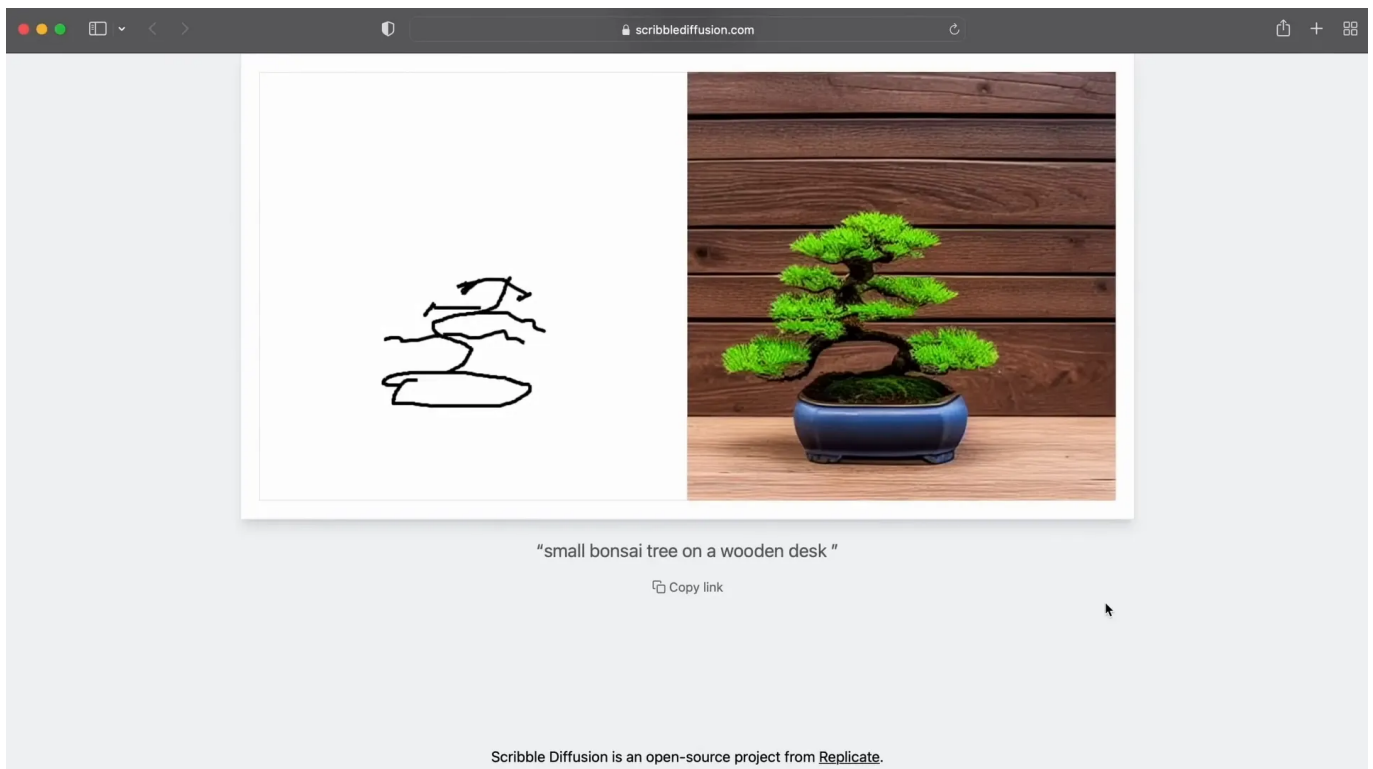 scribblediffusion.com
“small bonsai tree on a wooden desk ”
Copy link
Scribble Diffusion is an open-source project from Replicate.